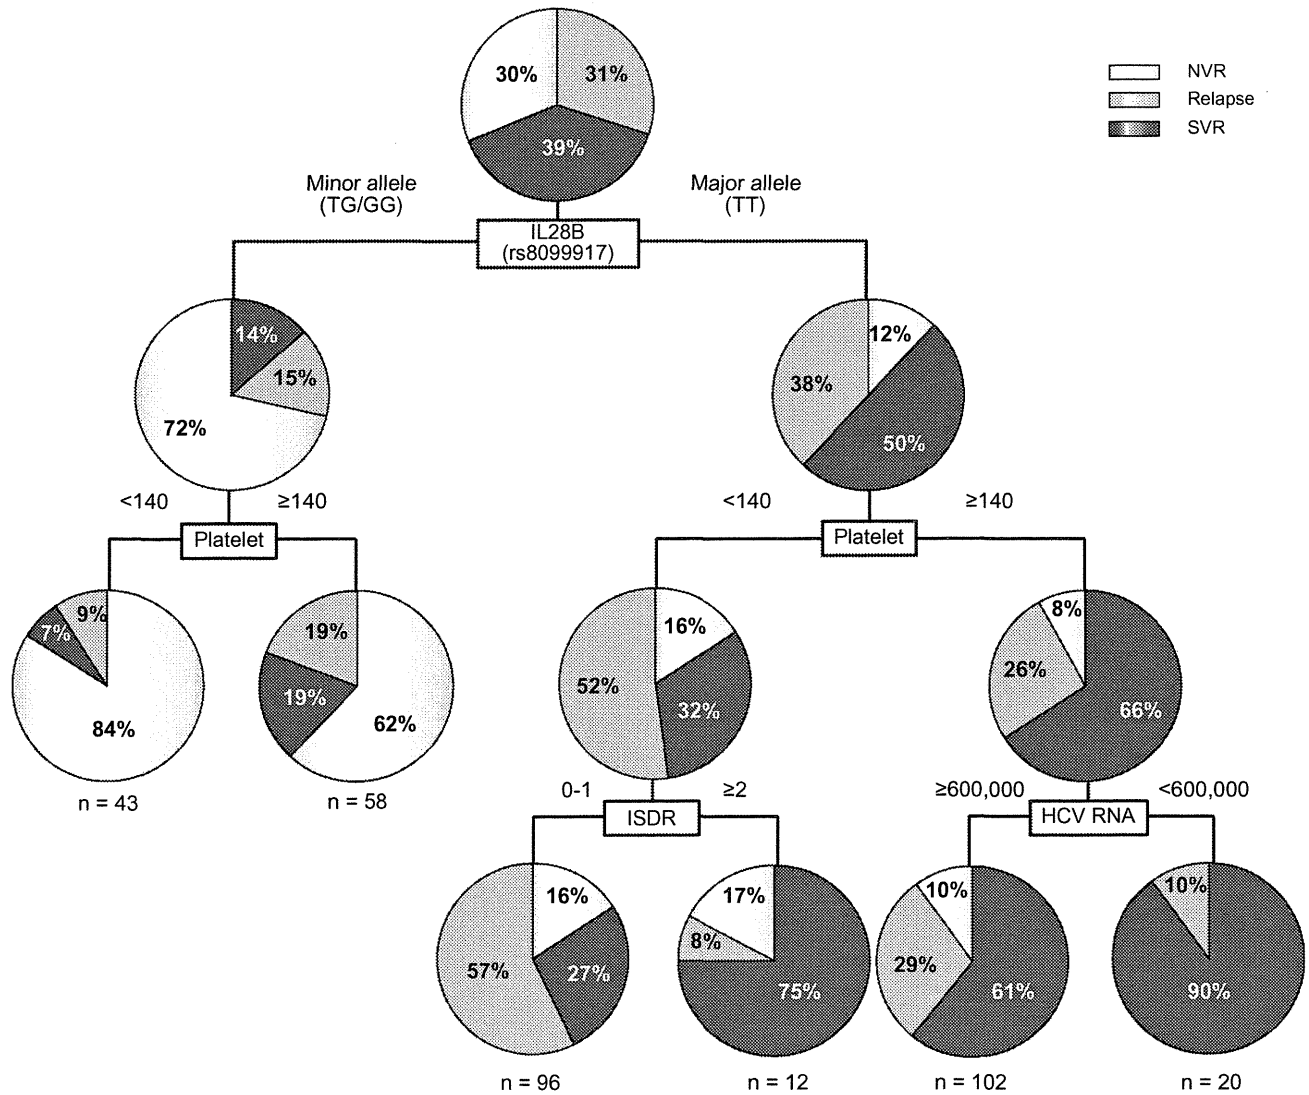 30%
31%
39%
NVR
Relapse
SVR
Minor allele
(TG/GG)
Major allele
(TT)
IL28B
(rs8099917)
14%
15%
72%
12%
38%
50%
<140
≥140
Platelet
<140
≥140
Platelet
9%
7%
84%
n = 43
19%
19%
62%
n = 58
16%
52%
32%
8%
26%
66%
0-1
≥2
ISDR
≥600,000
<600,000
HCV RNA
16%
57%
27%
n = 96
17%
8%
75%
n = 12
10%
29%
61%
n = 102
10%
90%
n = 20